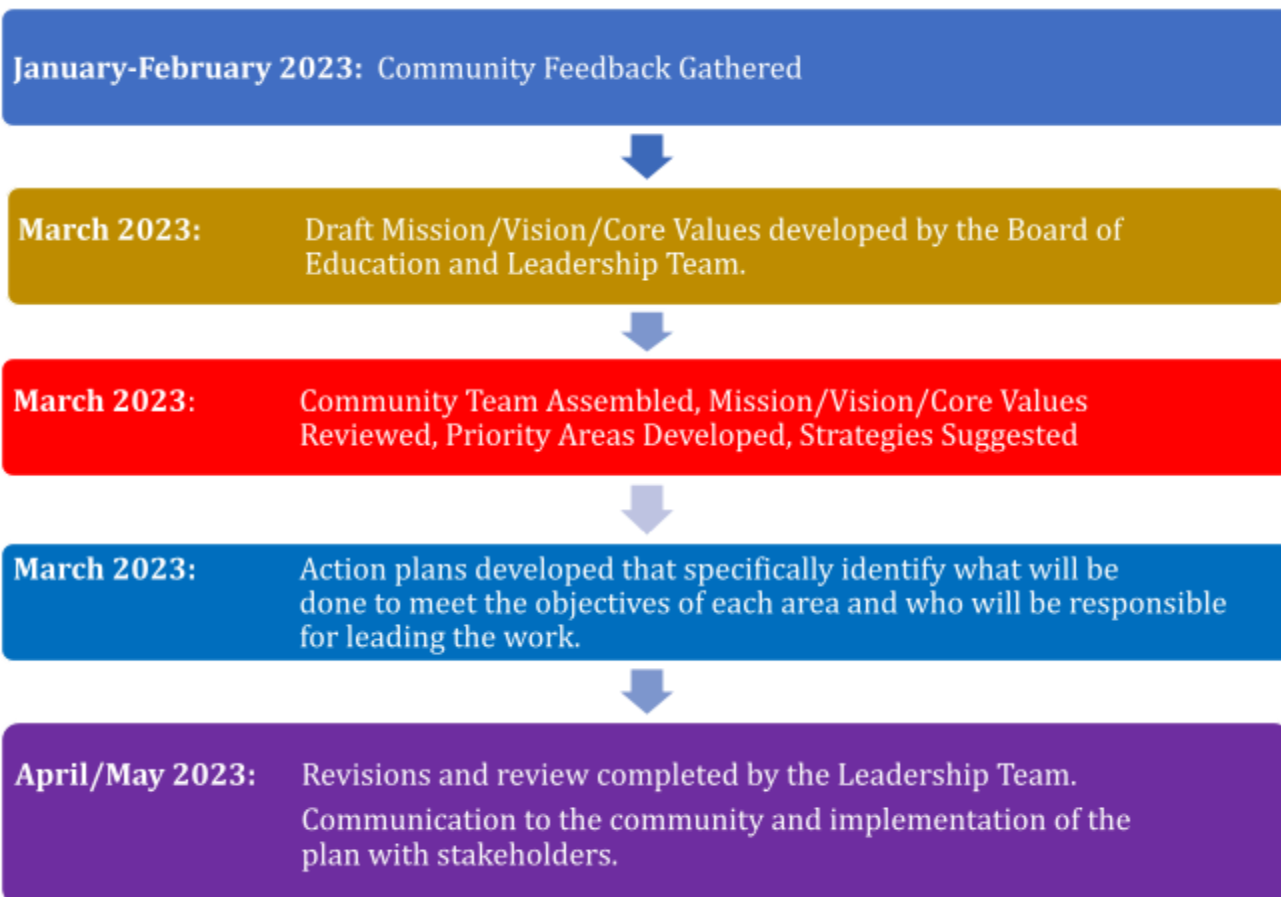 January-February 2023: Community Feedback Gathered
March 2023: Draft Mission/Vision/Core Values developed by the Board of
Education and Leadership Team.
March 2023: Community Team Assembled, Mission/Vision/Core Values
Reviewed, Priority Areas Developed, Strategies Suggested
March 2023: Action plans developed that specifically identify what will be
done to meet the objectives of each area and who will be responsible
for leading the work.
April/May 2023: Revisions and review completed by the Leadership Team.
Communication to the community and implementation of the
plan with stakeholders.